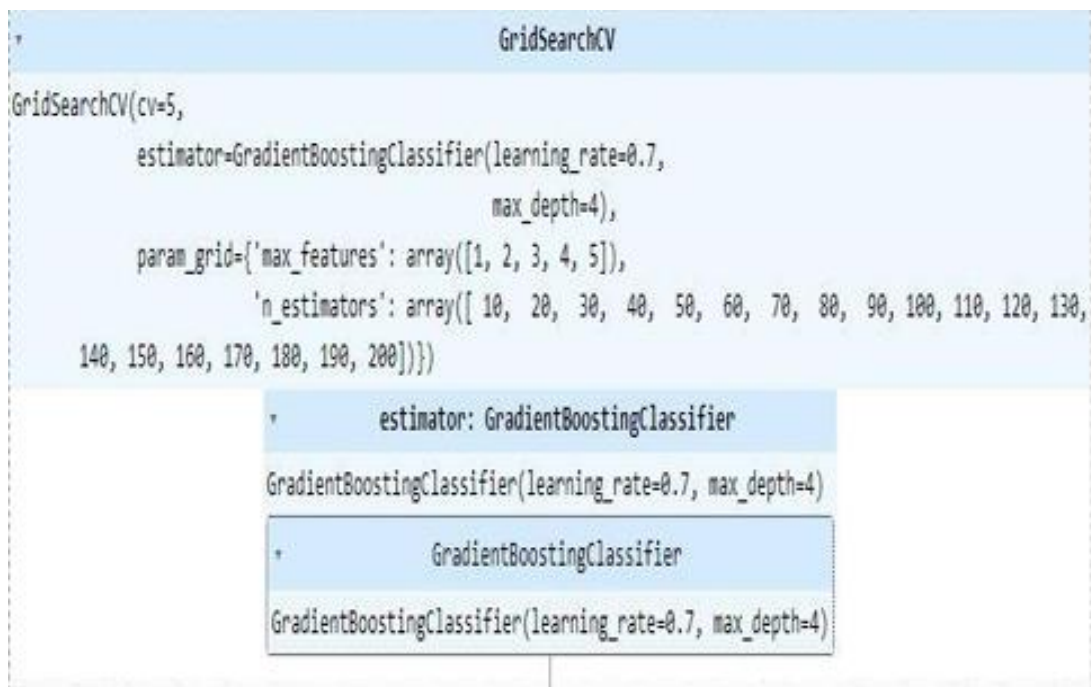 GridSearchCV
GridSearchCV(cv=5,
estimator=GradientBoostingClassifier(learning_rate=0.7,
max_depth=4),
param_grid={'max_features': array([1, 2, 3, 4, 5]),
'n_estimators': array([ 10, 20, 30, 40, 50, 60, 70, 80, 90, 100, 110, 120, 130,
140, 150, 160, 170, 180, 190, 200])})
estimator: GradientBoostingClassifier
GradientBoostingClassifier(learning_rate=0.7, max_depth=4)
GradientBoostingClassifier
GradientBoostingClassifier(learning_rate=0.7, max_depth=4)